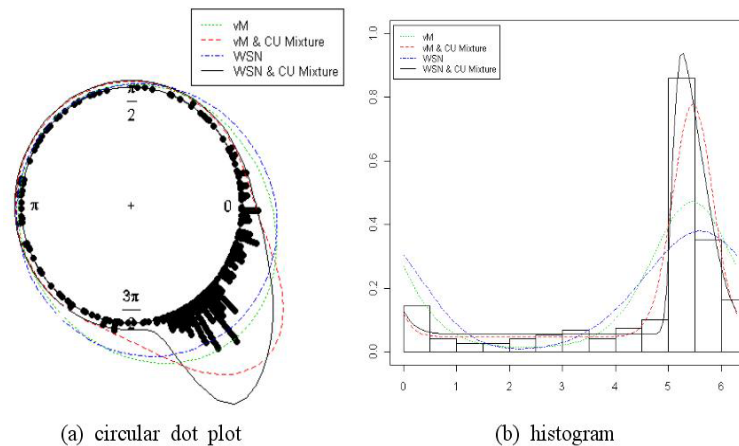 vM
vM & CU Mixture
WSN
WSN & CU Mixture
π
2
π
+
0
3π
2
(a) circular dot plot
vM
vM & CU Mixture
WSN
WSN & CU Mixture
1.0
0.8
0.6
0.4
0.2
0.0
0 1 2 3 4 5 6
(b) histogram